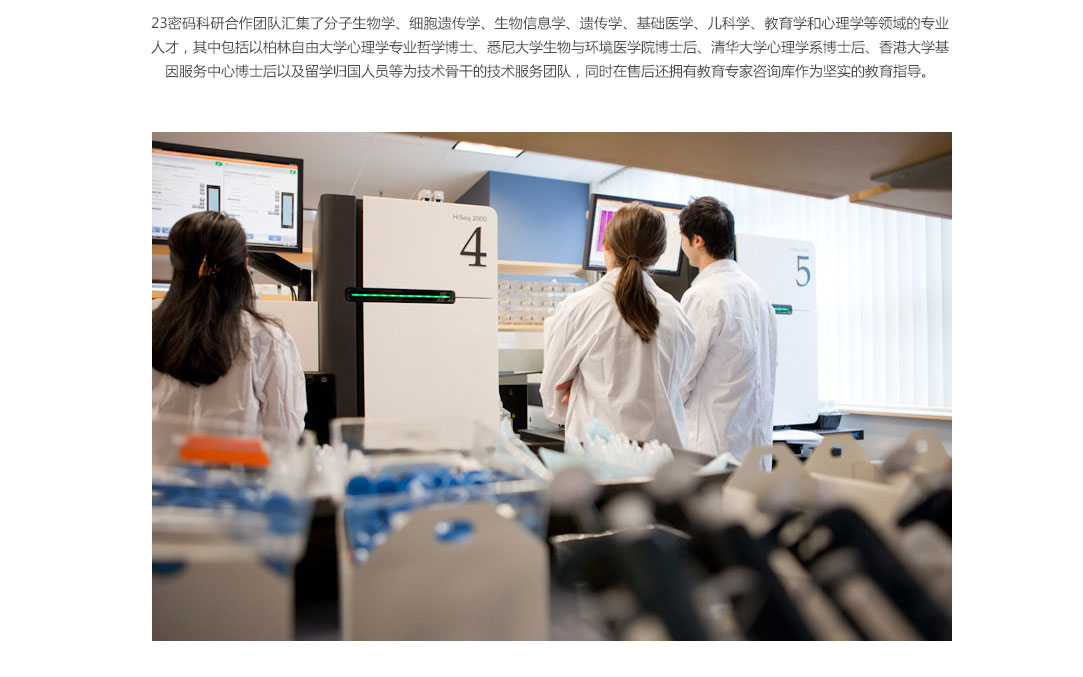 23密码科研合作团队汇集了分子生物学、细胞遗传学、生物信息学、遗传学、基础医学、儿科学、教育学和心理学等领域的专业
人才，其中包括以柏林自由大学心理学专业哲学博士、悉尼大学生物与环境医学院博士后、清华大学心理学系博士后、香港大学基
因服务中心博士后以及留学归国人员等为技术骨干的技术服务团队，同时在售后还拥有教育专家咨询库作为坚实的教育指导。
HiSeq 2000
4
5